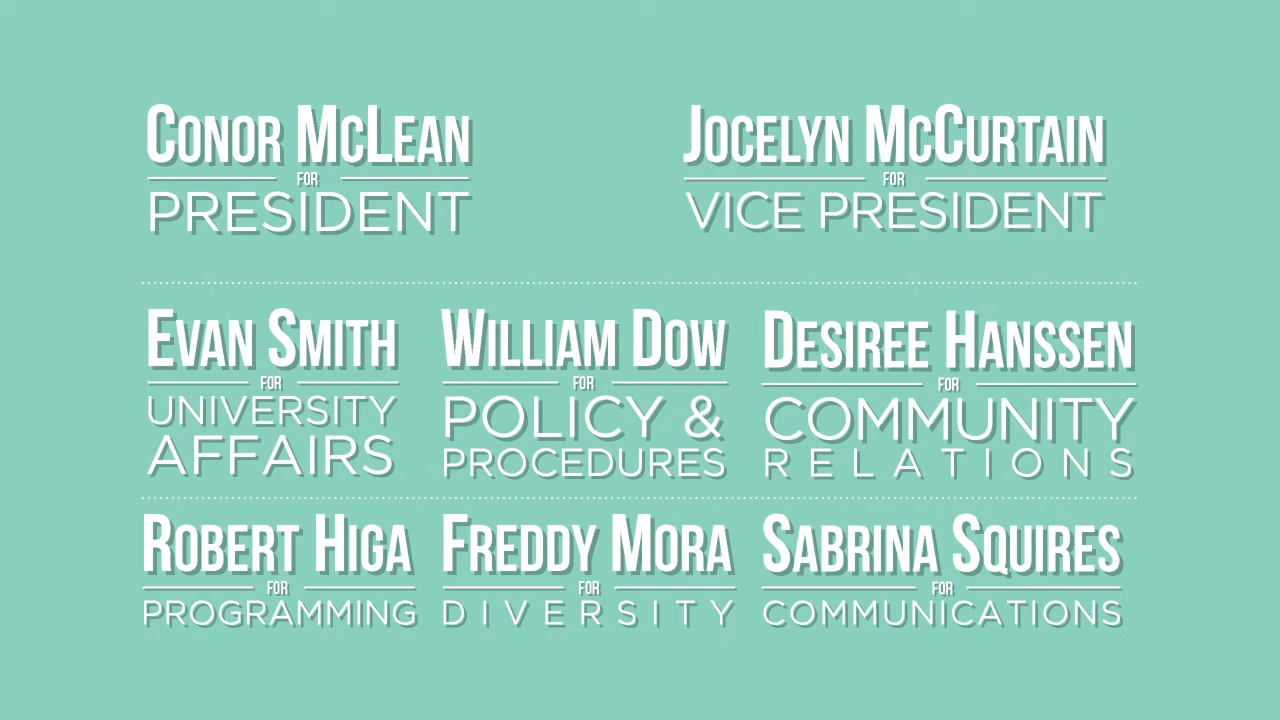 Conor McLean
for
PRESIDENT
Jocelyn McCurtain
for
VICE PRESIDENT
Evan Smith
for
UNIVERSITY
AFFAIRS
William Dow
for
POLICY &
PROCEDURES
Desiree Hanssen
for
COMMUNITY
RELATIONS
Robert Higa
for
PROGRAMMING
Freddy Mora
for
DIVERSITY
Sabrina Squires
for
COMMUNICATIONS